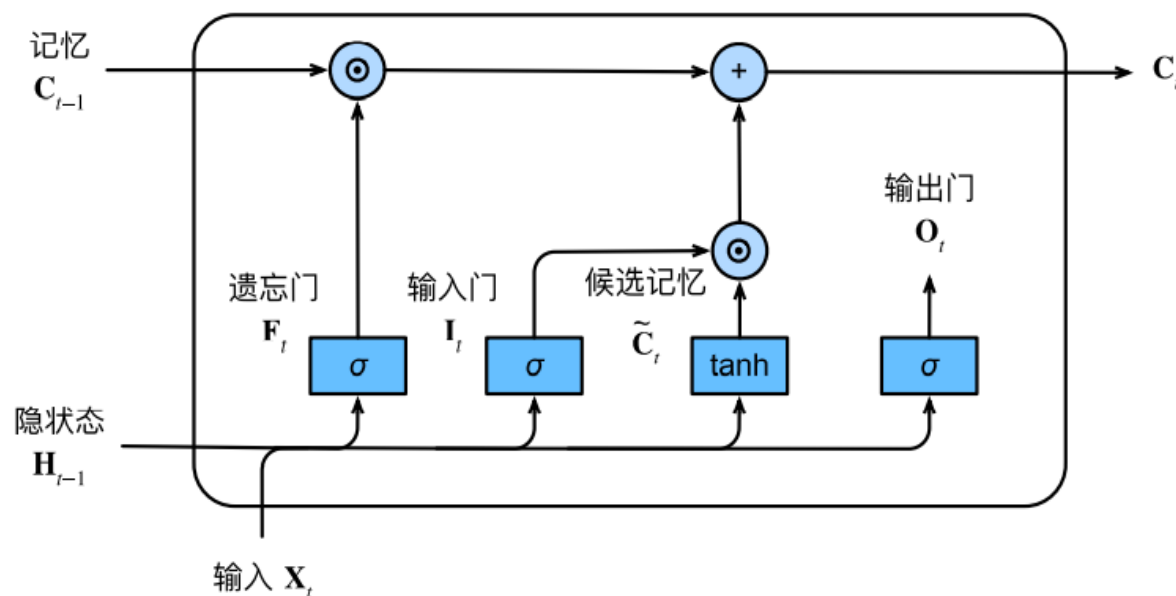 记忆
C_{t-1}
⊙
+
C_t
输出门
O_t
⊙
遗忘门
F_t
输入门
I_t
候选记忆
C̃_t
σ
σ
tanh
σ
隐状态
H_{t-1}
输入 X_t